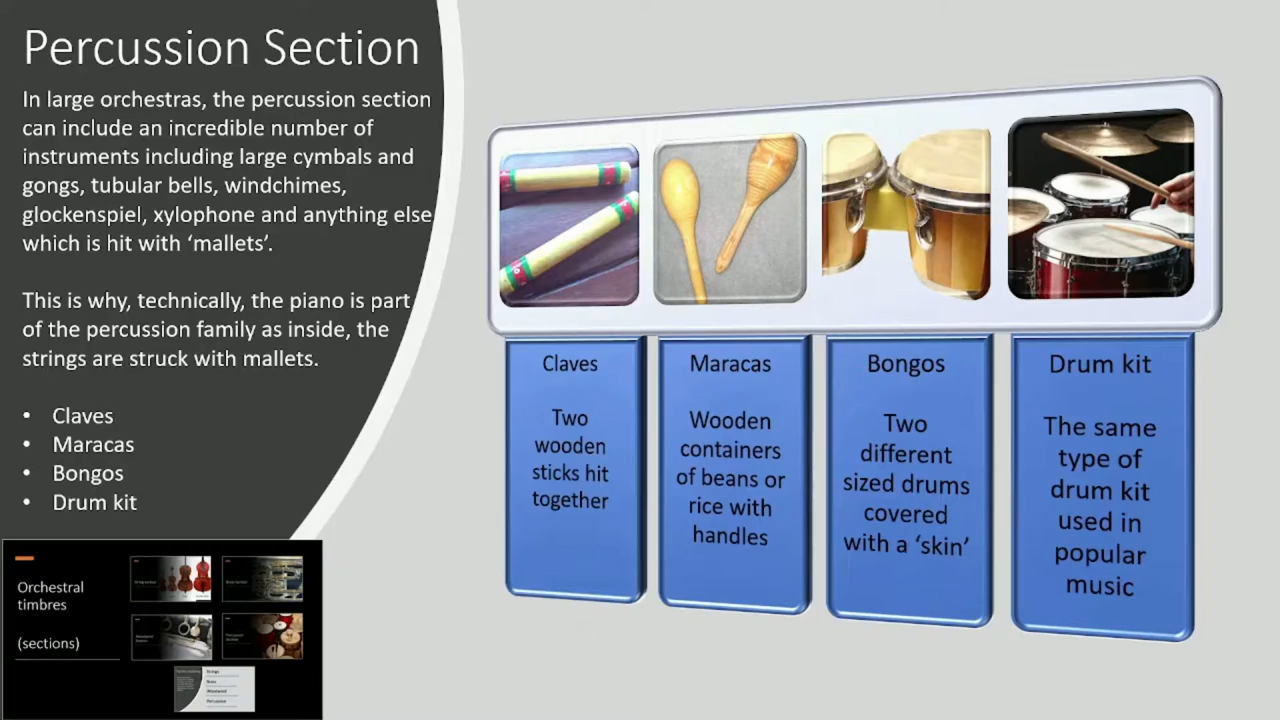 Percussion Section
In large orchestras, the percussion section
can include an incredible number of
instruments including large cymbals and
gongs, tubular bells, windchimes,
glockenspiel, xylophone and anything else
which is hit with ‘mallets’.
This is why, technically, the piano is part
of the percussion family as inside, the
strings are struck with mallets.
• Claves
• Maracas
• Bongos
• Drum kit
Claves
Two
wooden
sticks hit
together
Maracas
Wooden
containers
of beans or
rice with
handles
Bongos
Two
different
sized drums
covered
with a ‘skin’
Drum kit
The same
type of
drum kit
used in
popular
music
Orchestral
timbres
(sections)
Strings
Brass
Woodwind
Percussion